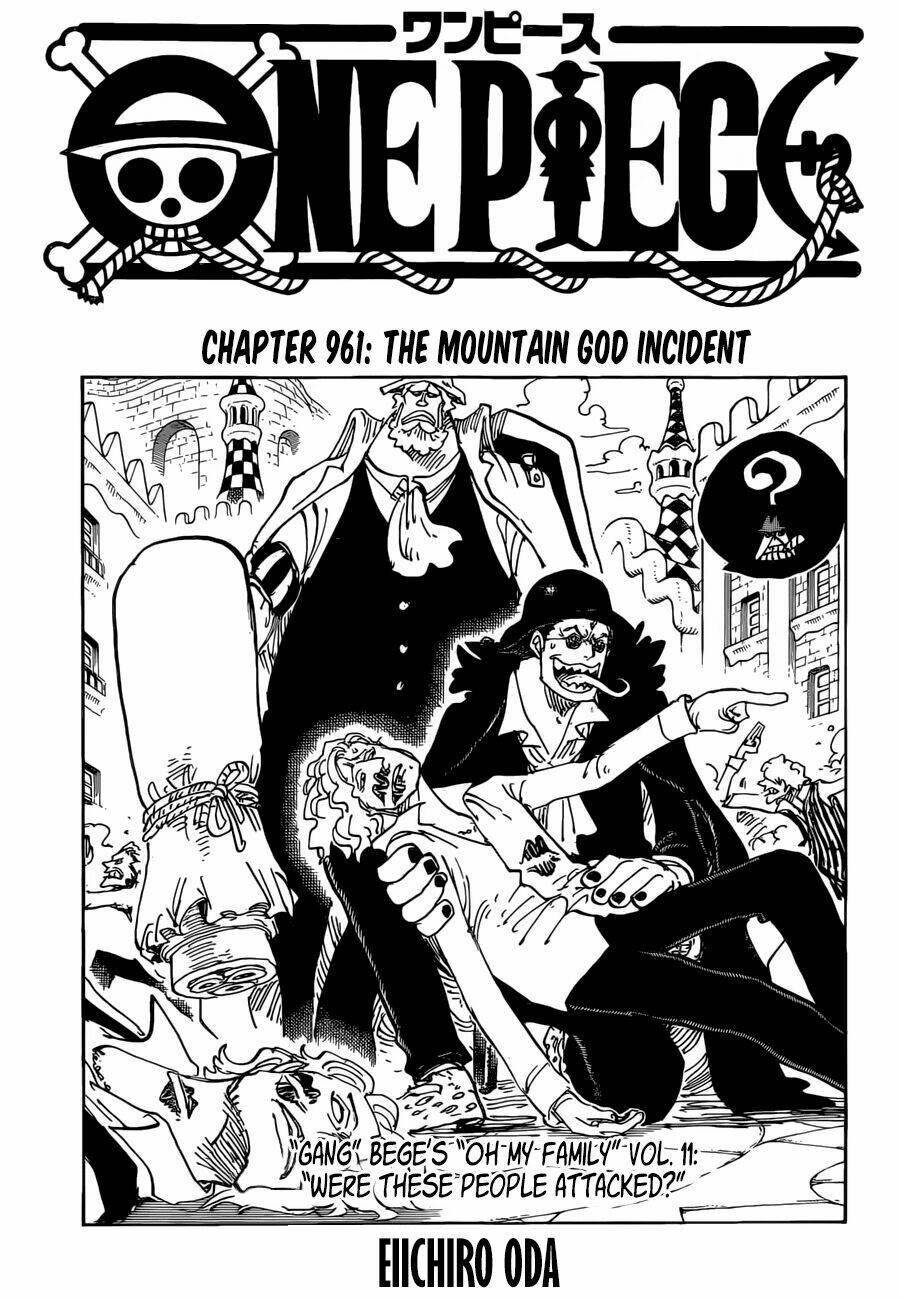 ワンピース
ONE PIECE
CHAPTER 961: THE MOUNTAIN GOD INCIDENT
?
"GANG" BEGE'S "OH MY FAMILY" VOL. 11:
"WERE THESE PEOPLE ATTACKED?"
EIICHIRO ODA